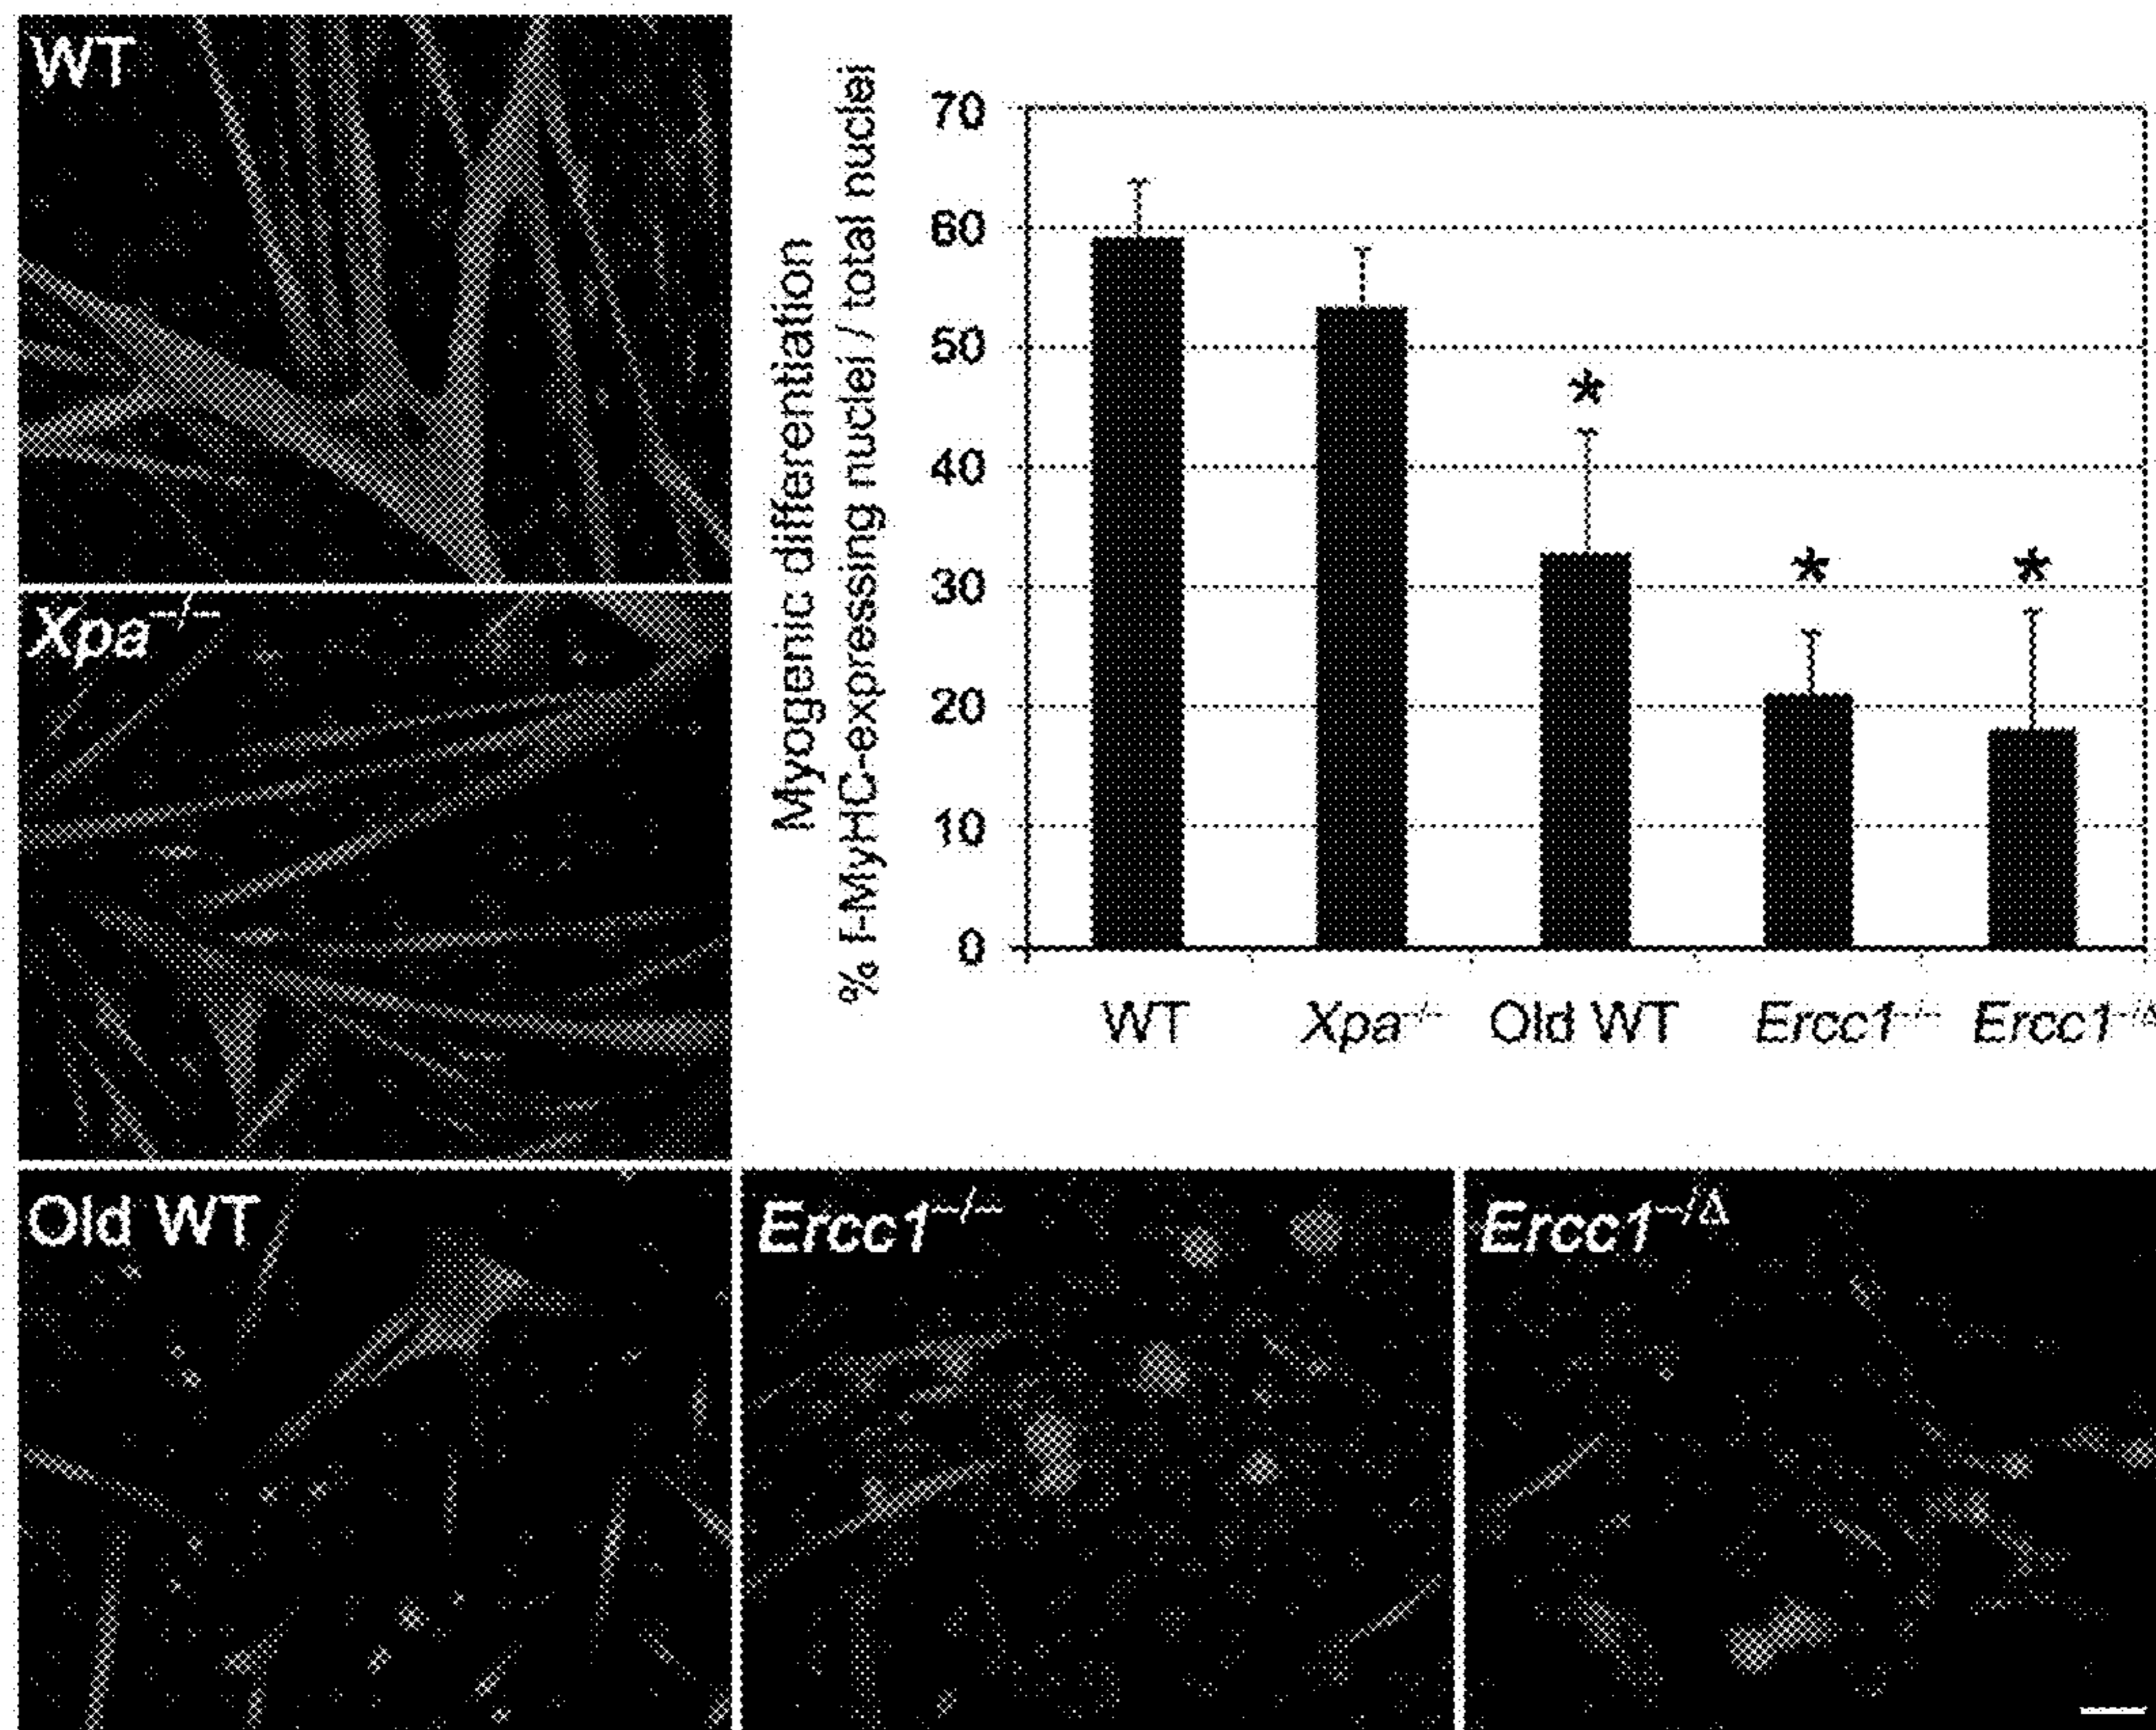 WT
Xpa−/−
Old WT
Ercc1−/−
Ercc1−/Δ
Myogenic differentiation
% f-MyHC-expressing nuclei / total nuclei
70
60
50
40
30
20
10
0
*
*
*
WT
Xpa-/-
Old WT
Ercc1-/-
Ercc1-/Δ